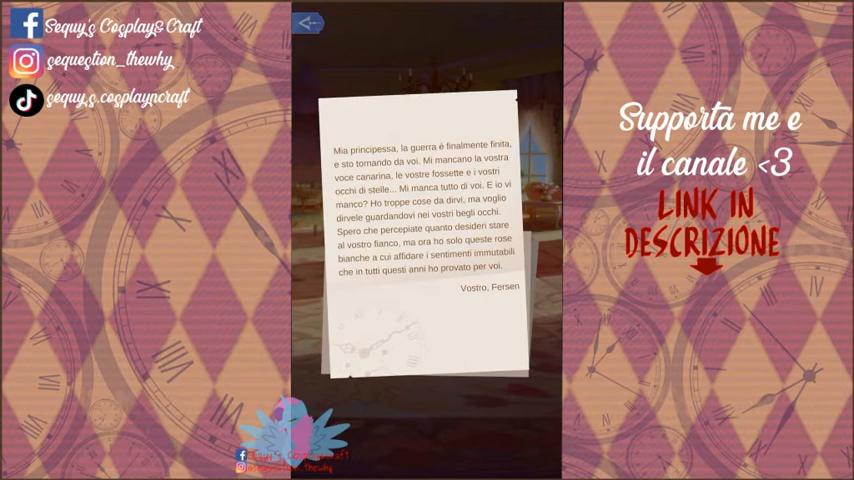 Sequy's Cosplay&Craft
sequestion_thewhy
sequy.s.cosplayncraft
Mia principessa, la guerra è finalmente finita,
e sto tornando da voi. Mi mancano la vostra
voce canarina, le vostre fossette e i vostri
occhi di stelle... Mi manca tutto di voi. E io vi
manco? Ho troppe cose da dirvi, ma voglio
dirvele guardandovi nei vostri begli occhi.
Spero che percepiate quanto desideri stare
al vostro fianco, ma ora ho solo queste rose
bianche a cui affidare i sentimenti immutabili
che in tutti questi anni ho provato per voi.
Vostro, Fersen
Supporta me e
il canale <3
LINK IN
DESCRIZIONE